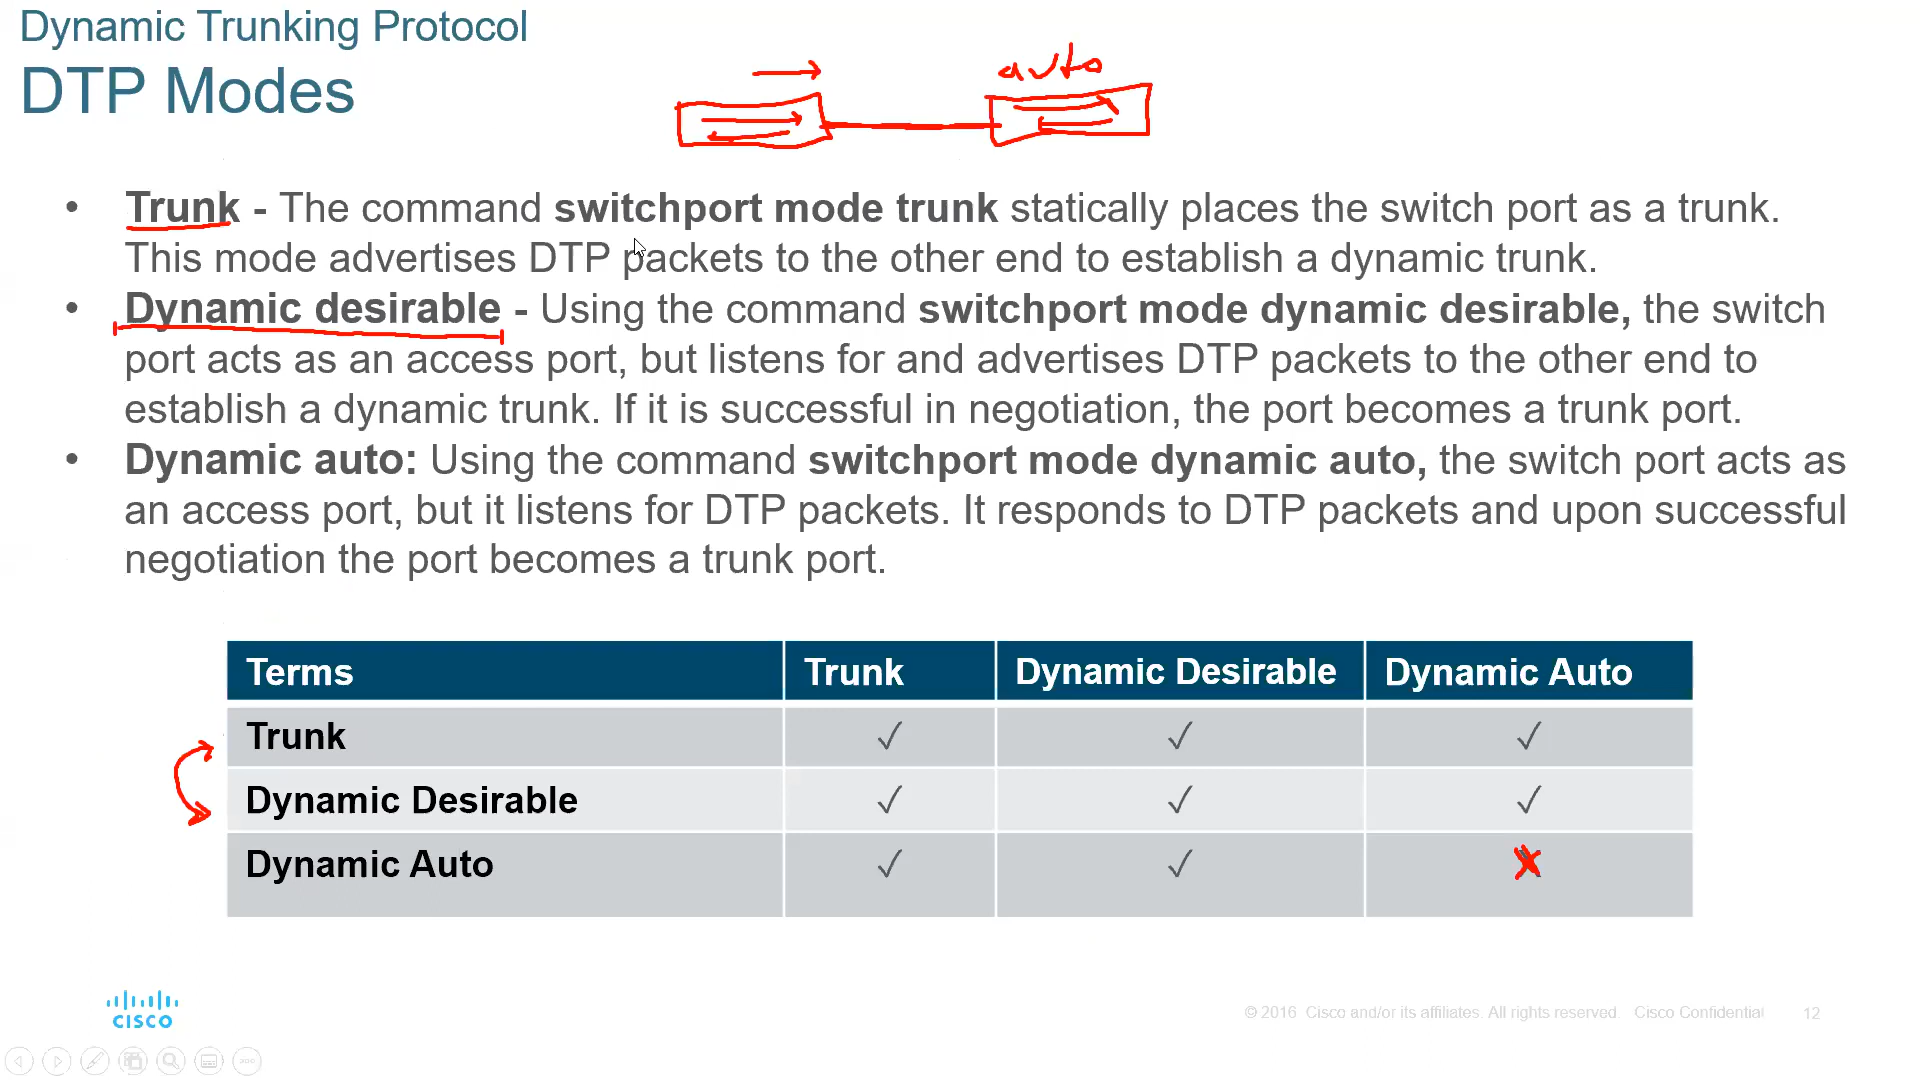 Dynamic Trunking Protocol
DTP Modes
auto
• Trunk - The command switchport mode trunk statically places the switch port as a trunk.
This mode advertises DTP packets to the other end to establish a dynamic trunk.
• Dynamic desirable - Using the command switchport mode dynamic desirable, the switch
port acts as an access port, but listens for and advertises DTP packets to the other end to
establish a dynamic trunk. If it is successful in negotiation, the port becomes a trunk port.
• Dynamic auto: Using the command switchport mode dynamic auto, the switch port acts as
an access port, but it listens for DTP packets. It responds to DTP packets and upon successful
negotiation the port becomes a trunk port.
Terms Trunk Dynamic Desirable Dynamic Auto
Trunk ✓ ✓ ✓
Dynamic Desirable ✓ ✓ ✓
Dynamic Auto ✓ ✓ X
CISCO
© 2016 Cisco and/or its affiliates. All rights reserved. Cisco Confidential 12